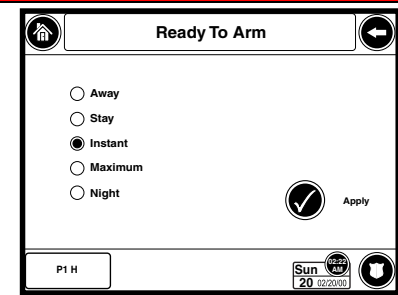 Ready To Arm
Away
Stay
Instant
Maximum
Night
Apply
P1 H
Sun
02:22
AM
20 02/20/00